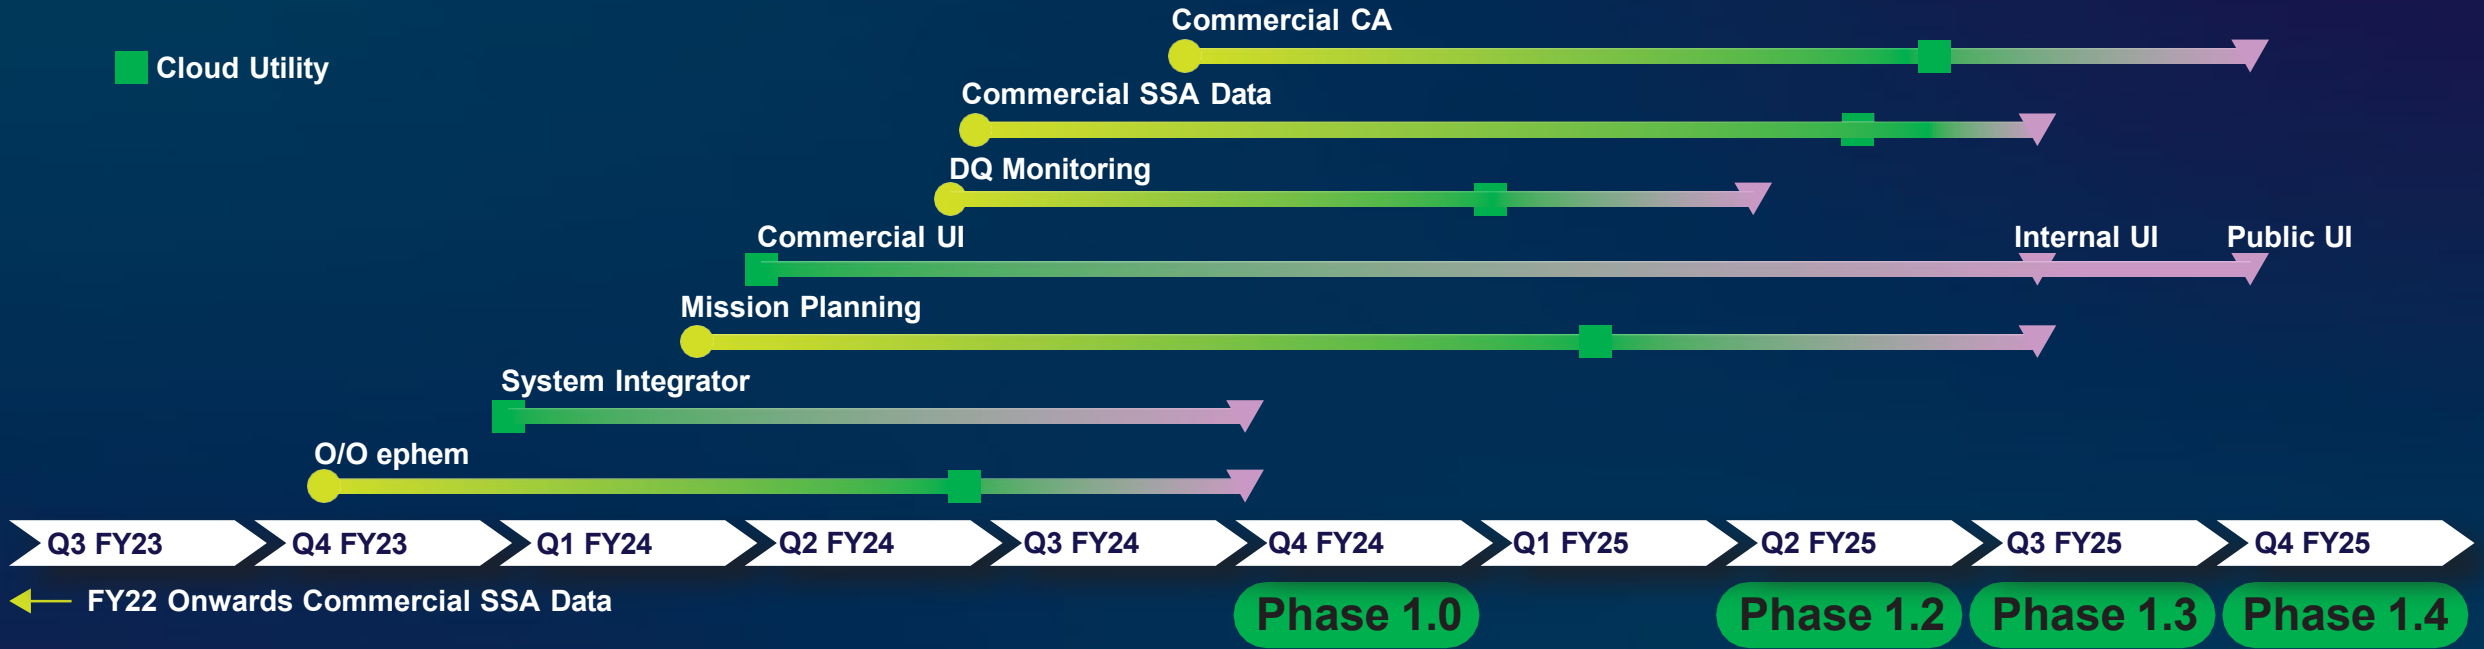 Commercial CA
Cloud Utility
Commercial SSA Data
DQ Monitoring
Commercial UI
Internal UI
Public UI
Mission Planning
System Integrator
O/O ephem
Q3 FY23
Q4 FY23
Q1 FY24
Q2 FY24
Q3 FY24
Q4 FY24
Q1 FY25
Q2 FY25
Q3 FY25
Q4 FY25
FY22 Onwards Commercial SSA Data
Phase 1.0
Phase 1.2
Phase 1.3
Phase 1.4